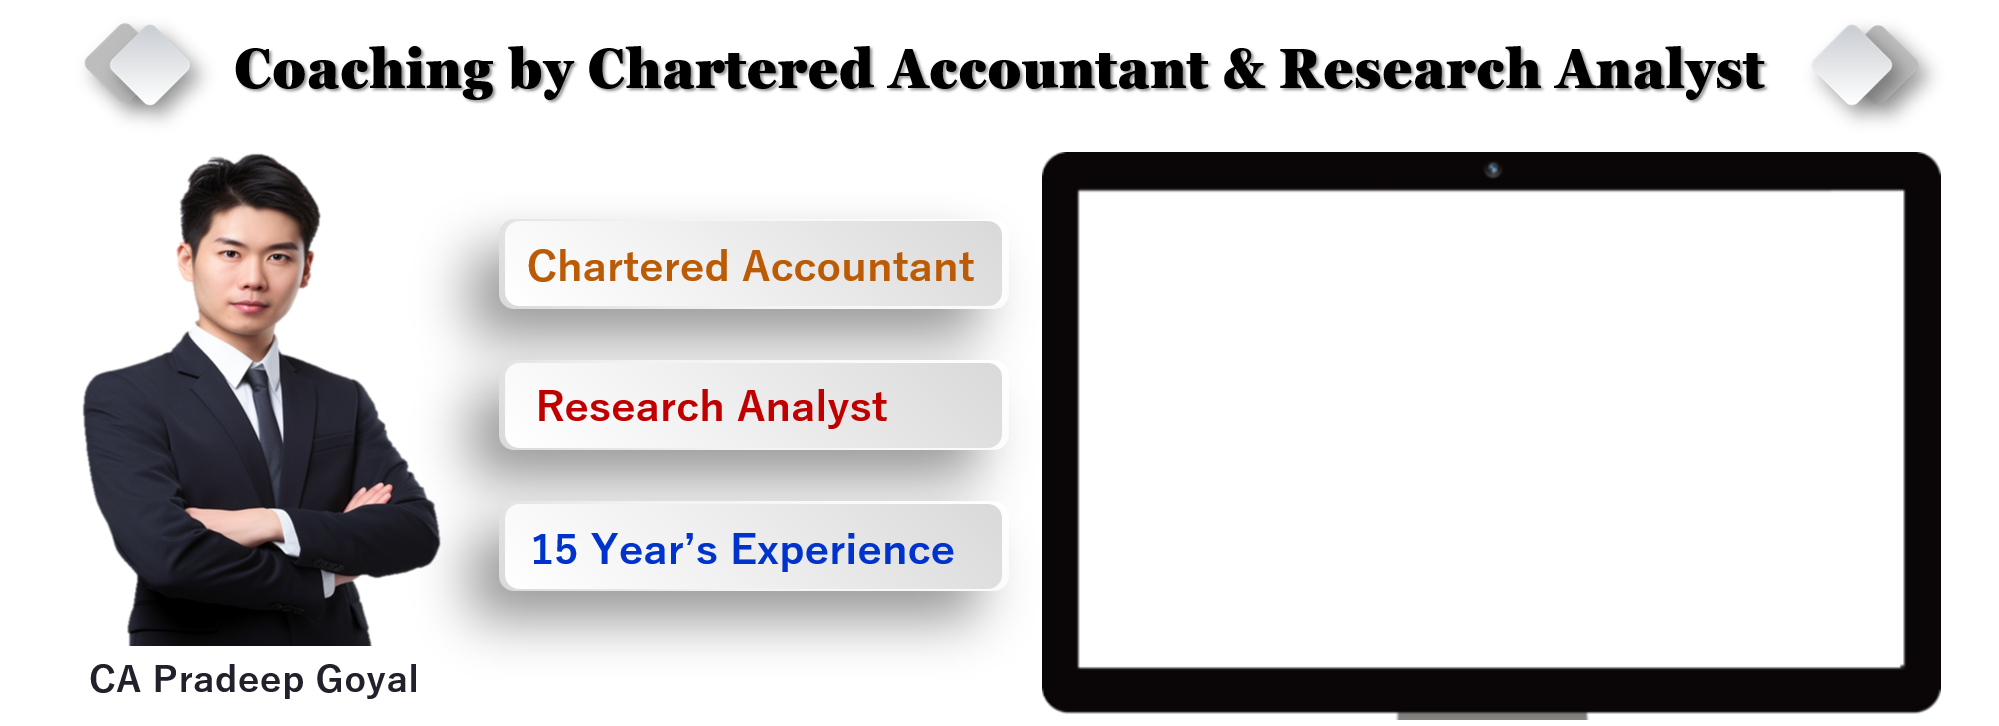 Coaching by Chartered Accountant & Research Analyst
Chartered Accountant
Research Analyst
15 Year’s Experience
CA Pradeep Goyal